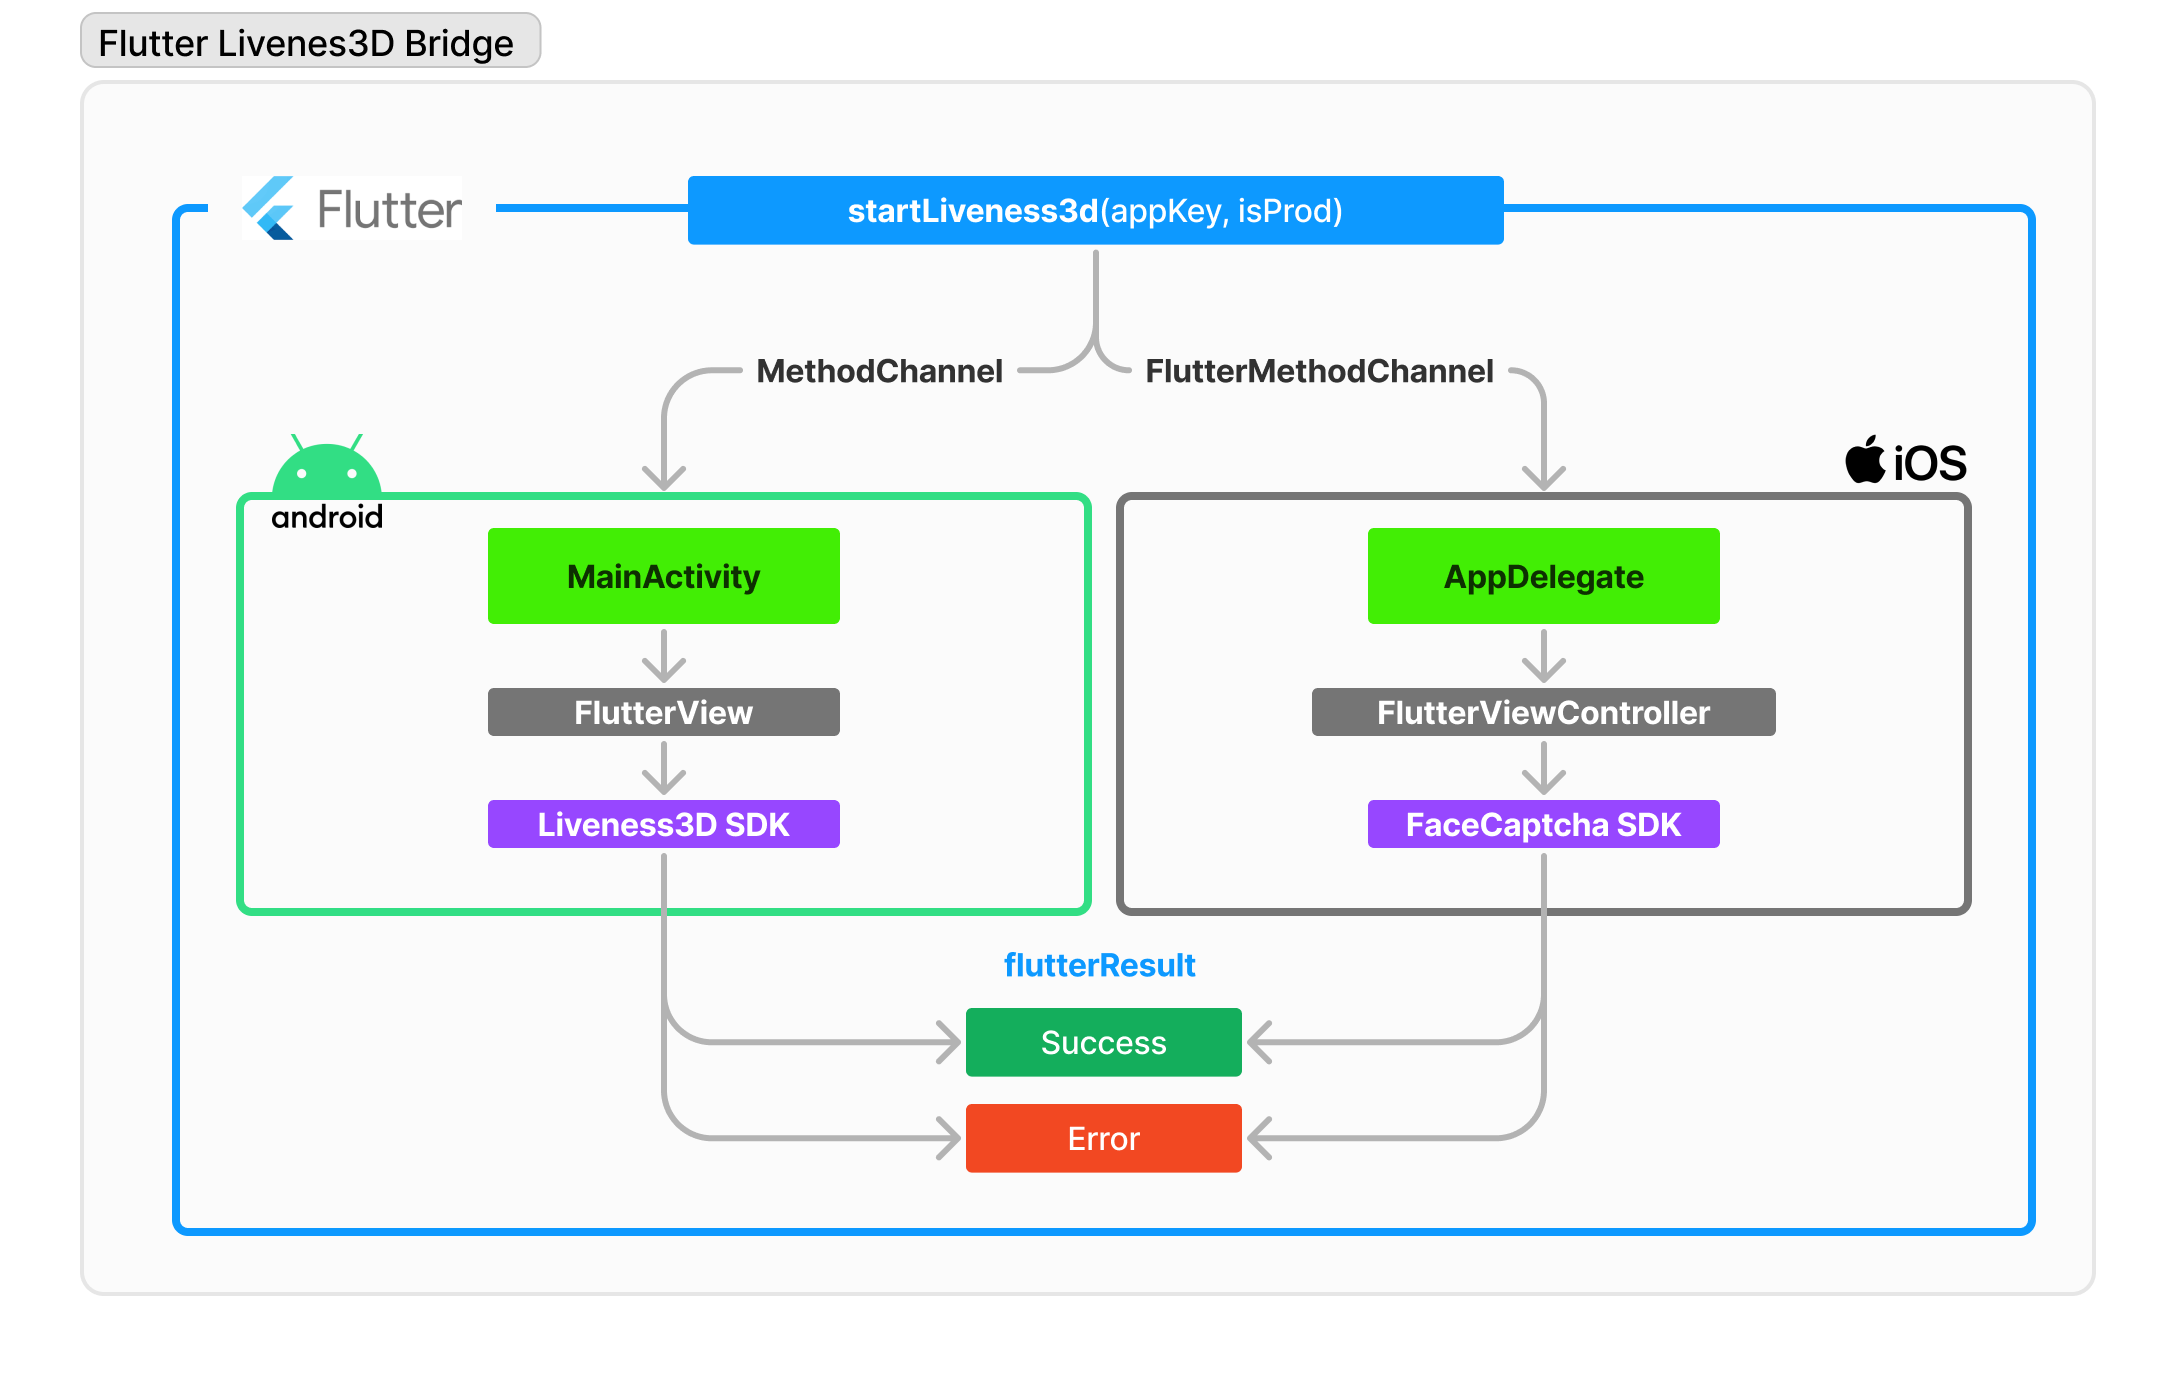 Flutter Livenes3D Bridge
Flutter
startLiveness3d(appKey, isProd)
MethodChannel
FlutterMethodChannel
android
iOS
MainActivity
FlutterView
Liveness3D SDK
AppDelegate
FlutterViewController
FaceCaptcha SDK
flutterResult
Success
Error